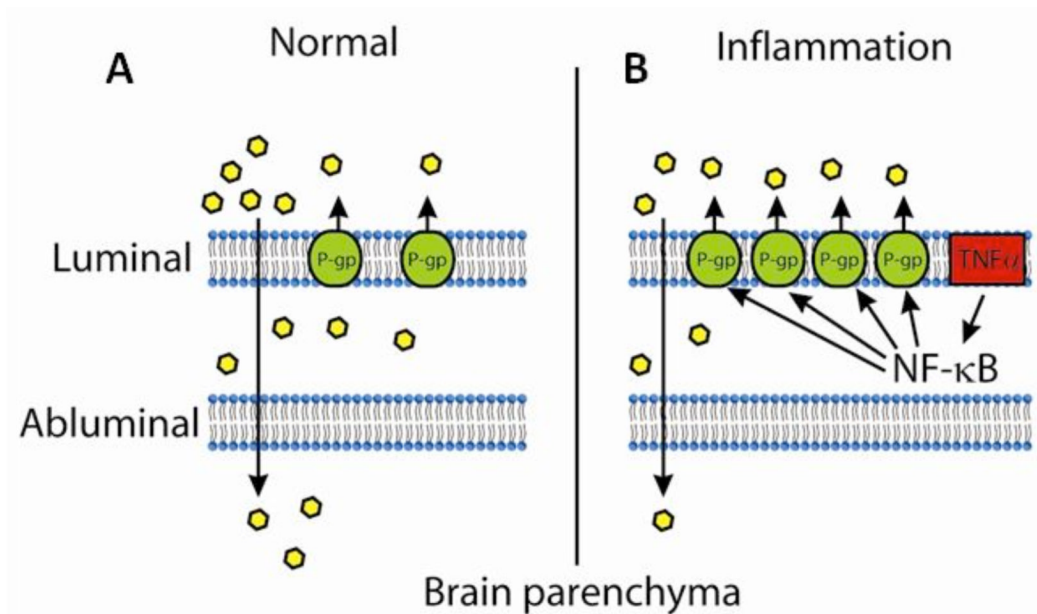 Normal
Inflammation
A
B
Luminal
P-gp
P-gp
P-gp
P-gp
P-gp
P-gp
TNFα
NF-κB
Abluminal
Brain parenchyma